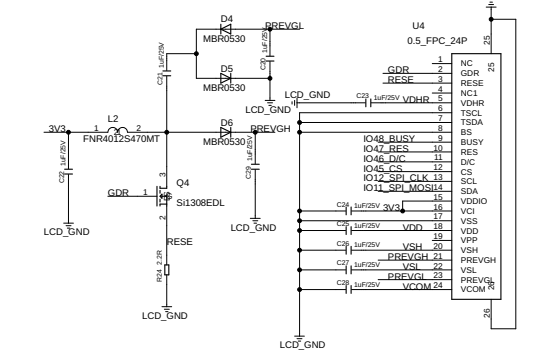 D4
MBR0530
PREVGL
C21 1uF/25V
C20 1uF/25V
D5
MBR0530
LCD_GND
3V3
1
L2
2
FNR4012S470MT
D6
MBR0530
PREVGH
C22 1uF/25V
C29 1uF/25V
GDR
1
3
2
Q4
Si1308EDL
LCD_GND
LCD_GND
RESE
R24 2.2R
LCD_GND
U4
0.5_FPC_24P
25
25
1 NC
GDR 2 GDR
RESE 3 RESE
4 NC1
LCD_GND C23 1uF/25V VDHR 5 VDHR
6 TSCL
7 TSDA
8 BS
IO48_BUSY 9 BUSY
IO47_RES 10 RES
IO46_D/C 11 D/C
IO45_CS 12 CS
IO12_SPI_CLK 13 SCL
IO11_SPI_MOSI 14 SDA
15 VDDIO
C24 1uF/25V 3V3 16 VCI
17 VSS
C25 1uF/25V VDD 18 VDD
19 VPP
C26 1uF/25V VSH 20 VSH
PREVGH 21 PREVGH
C27 1uF/25V VSL 22 VSL
PREVGL 23 PREVGL
C28 1uF/25V VCOM 24 VCOM
26
26
LCD_GND